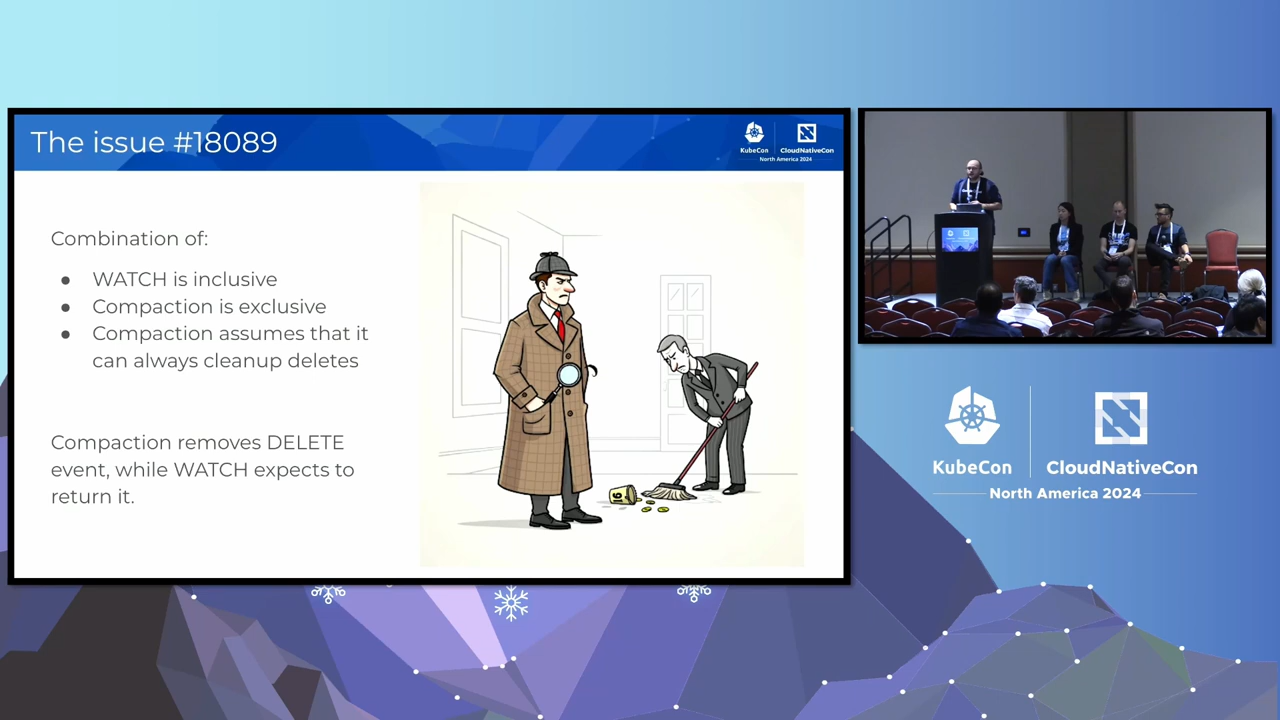 The issue #18089
KubeCon
CloudNativeCon
North America 2024
Combination of:
● WATCH is inclusive
● Compaction is exclusive
● Compaction assumes that it
can always cleanup deletes
Compaction removes DELETE
event, while WATCH expects to
return it.
KubeCon
CloudNativeCon
North America 2024